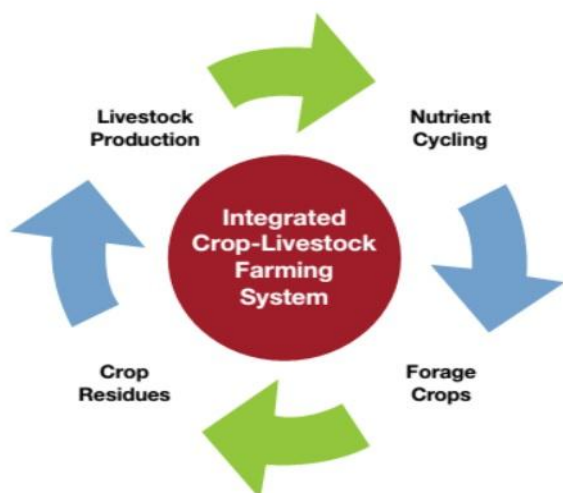 Livestock
Production
Nutrient
Cycling
Integrated
Crop-Livestock
Farming
System
Crop
Residues
Forage
Crops